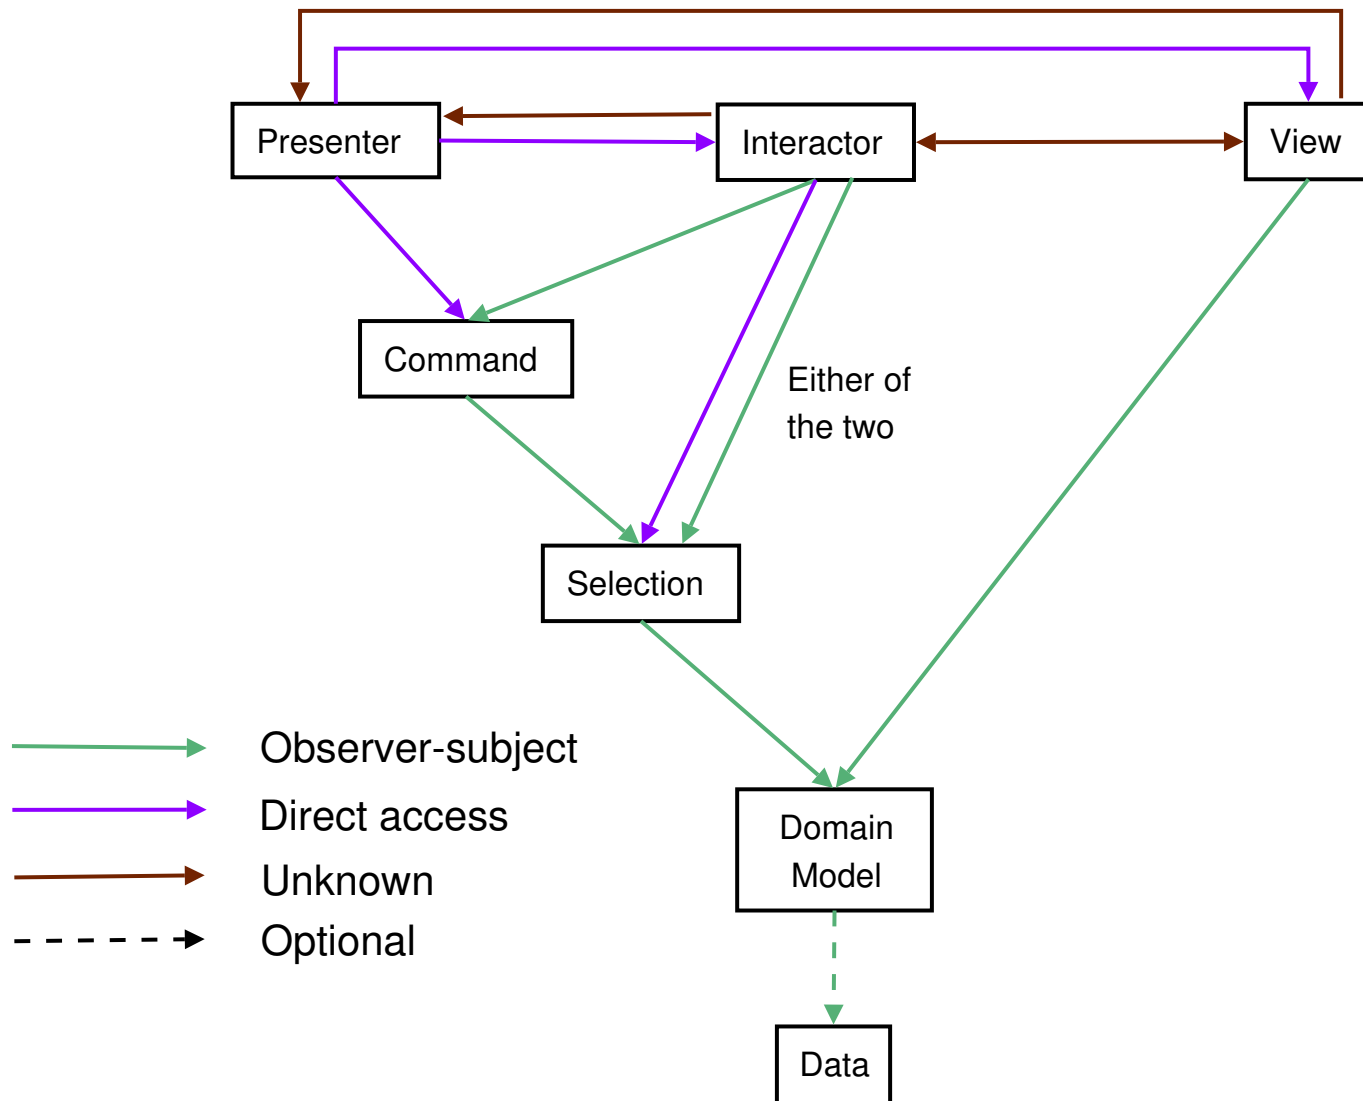 Presenter
Interactor
View
Command
Either of
the two
Selection
Observer-subject
Direct access
Domain
Model
Unknown
Optional
Data